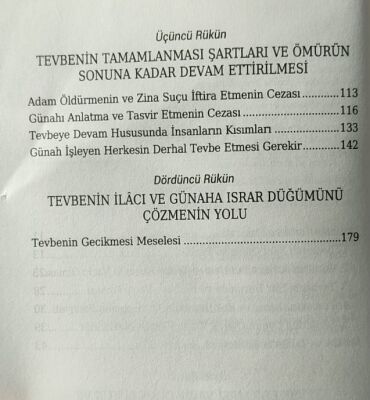 Üçüncü Rükün
TEVBENİN TAMAMLANMASI ŞARTLARI VE ÖMÜRÜN
SONUNA KADAR DEVAM ETTİRİLMESİ
Adam Öldürmenin ve Zina Suçu İftira Etmenin Cezası............113
Günahı Anlatma ve Tasvir Etmenin Cezası..........................116
Tevbeye Devam Hususunda İnsanların Kısımları..................133
Günah İşleyen Herkesin Derhal Tevbe Etmesi Gerekir............142
Dördüncü Rükün
TEVBENİN İLÂCI VE GÜNAHA ISRAR DÜĞÜMÜNÜ
ÇÖZMENİN YOLU
Tevbenin Gecikmesi Meselesi................................................179